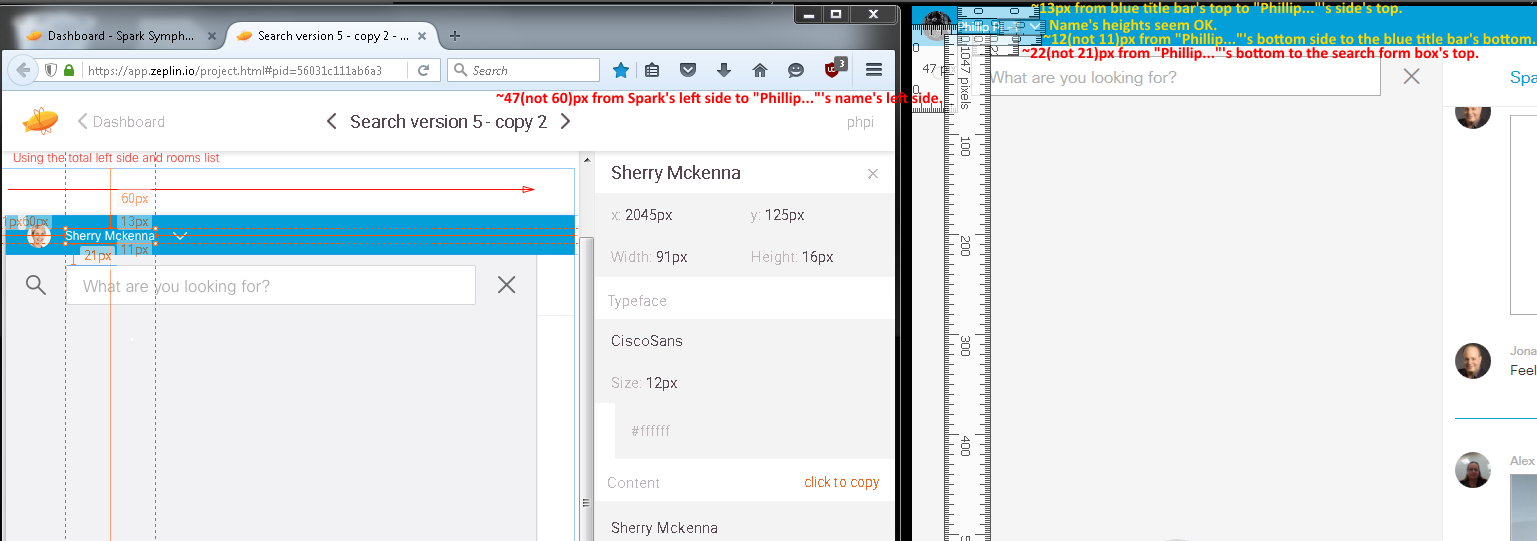 Dashboard - Spark Symph...
Search version 5 - copy 2 - ...
https://app.zeplin.io/project.html#pid=56031c111ab6a3
Search
3
Dashboard
Search version 5 - copy 2
phpi
Using the total left side and rooms list
60px
1px
60px
13px
Sherry Mckenna
11px
21px
What are you looking for?
Sherry Mckenna
x: 2045px
y: 125px
Width: 91px
Height: 16px
Typeface
CiscoSans
Size: 12px
#ffffff
Content
click to copy
Sherry Mckenna
~13px from blue title bar's top to "Phillip..."'s side's top.
Name's heights seem OK.
~12(not 11)px from "Phillip..."'s bottom side to the blue title bar's bottom.
~22(not 21)px from "Phillip..."'s bottom to the search form box's top.
~47(not 60)px from Spark's left side to "Phillip..."'s name's left side.
Phillip
47 p
1047 pixels
100
200
300
400
What are you looking for?
Spa
Jona
Feel
Alex